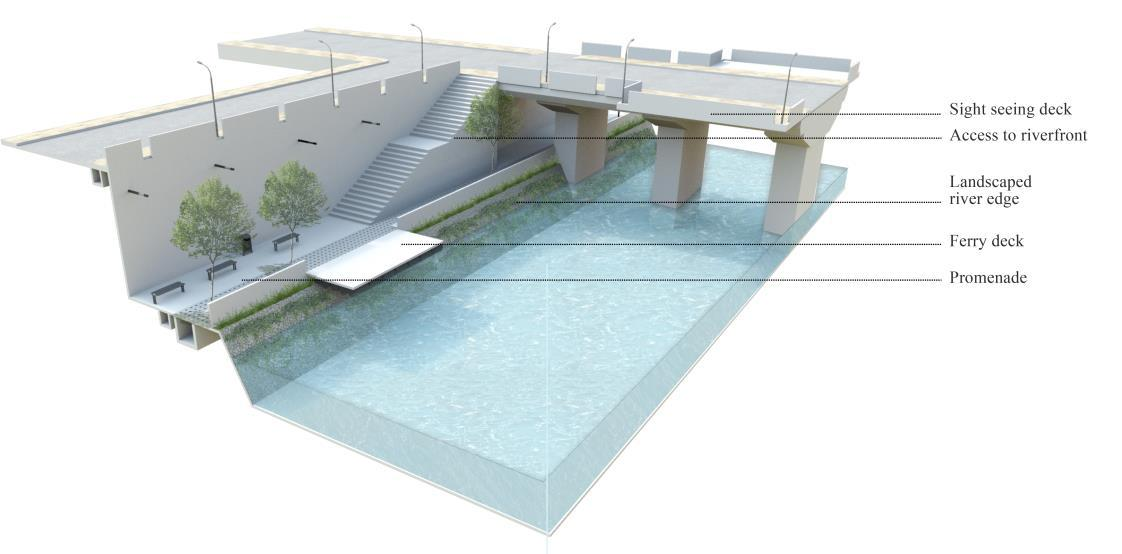 Sight seeing deck
Access to riverfront
Landscaped
river edge
Ferry deck
Promenade